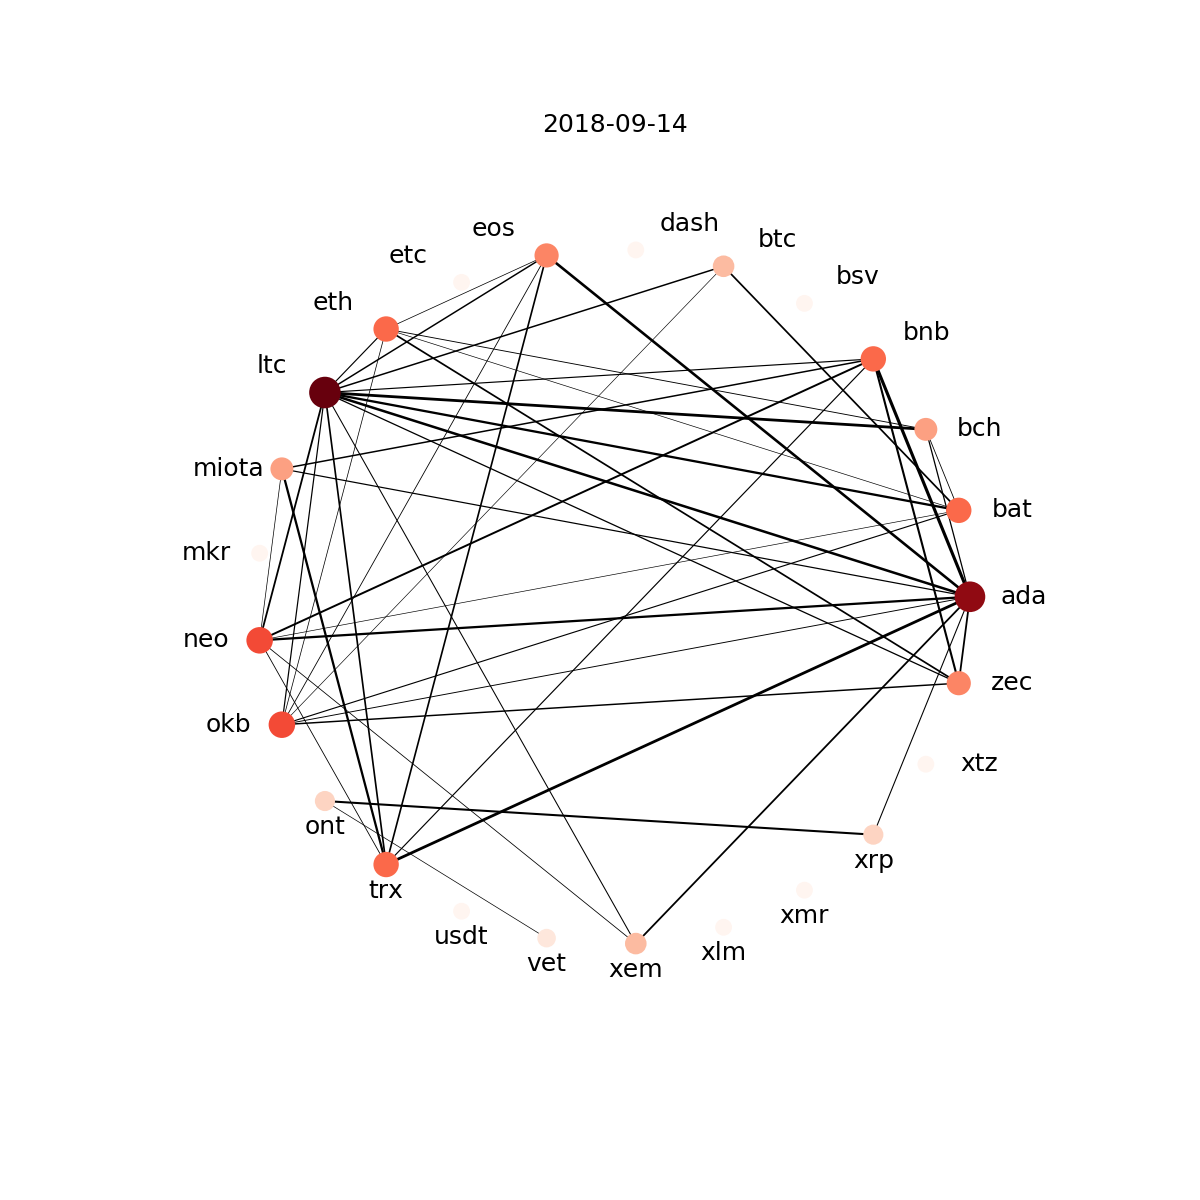 2018-09-14
dash
eos
btc
etc
bsv
eth
bnb
ltc
bch
miota
bat
mkr
ada
neo
zec
okb
xtz
ont
xrp
trx
xmr
usdt
xlm
vet
xem